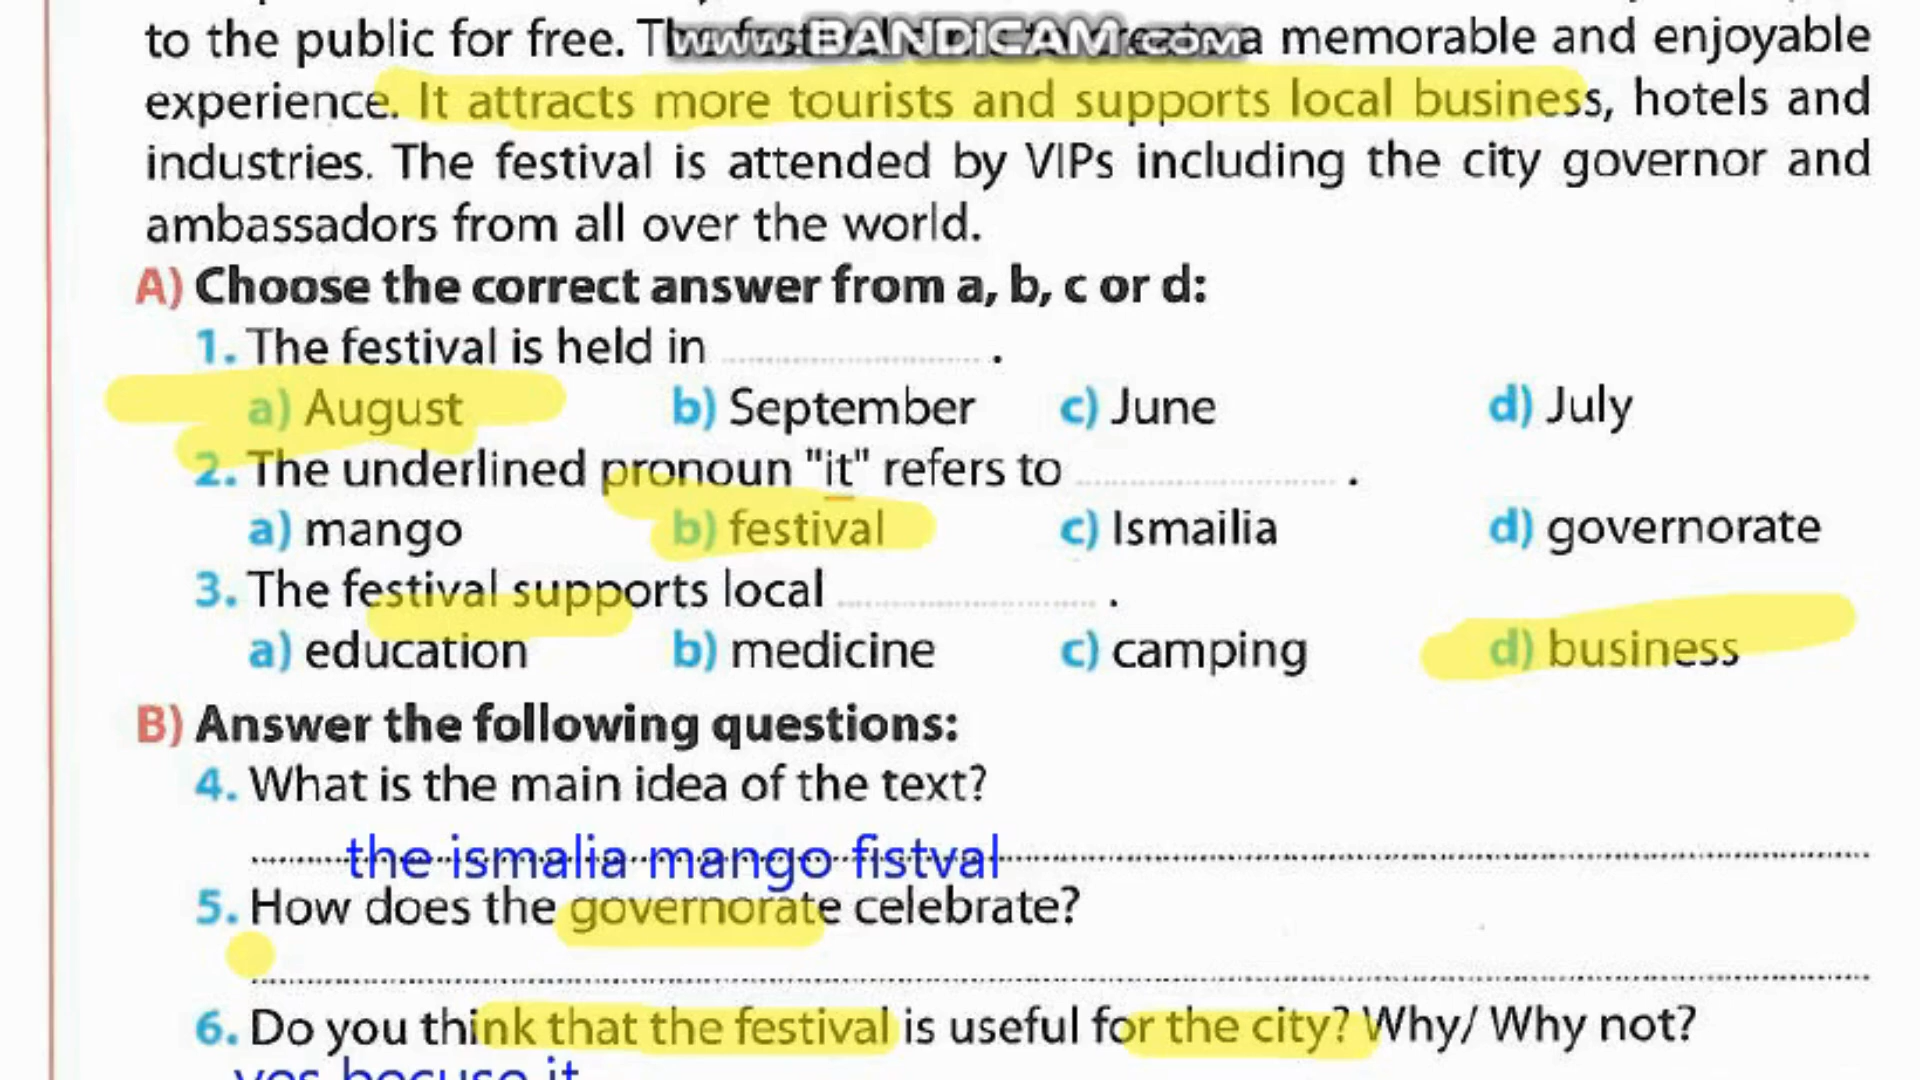 to the public for free. a memorable and enjoyable
www.BANDICAM.com
experience. It attracts more tourists and supports local business, hotels and
industries. The festival is attended by VIPs including the city governor and
ambassadors from all over the world.
A) Choose the correct answer from a, b, c or d:
1. The festival is held in .................... .
a) August b) September c) June d) July
2. The underlined pronoun "it" refers to .................... .
a) mango b) festival c) Ismailia d) governorate
3. The festival supports local .................... .
a) education b) medicine c) camping d) business
B) Answer the following questions:
4. What is the main idea of the text?
the ismalia mango fistval
5. How does the governorate celebrate?
6. Do you think that the festival is useful for the city? Why/ Why not?
yes becuse it